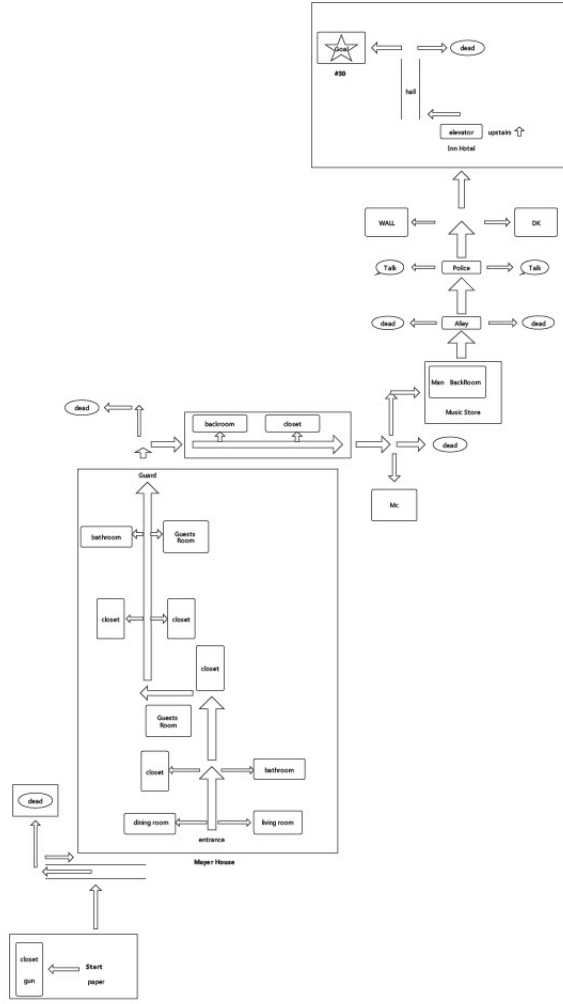 Goal
dead
#30
hall
elevator upstairs
Inn Hotel
WALL
DK
Talk
Police
Talk
dead
Alley
dead
Man BackRoom
Music Store
dead
backroom
closet
dead
Mc
Guard
bathroom
Guests
Room
closet
closet
closet
Guests
Room
closet
bathroom
dead
dining room
living room
entrance
Mayer House
closet
Start
gun
paper